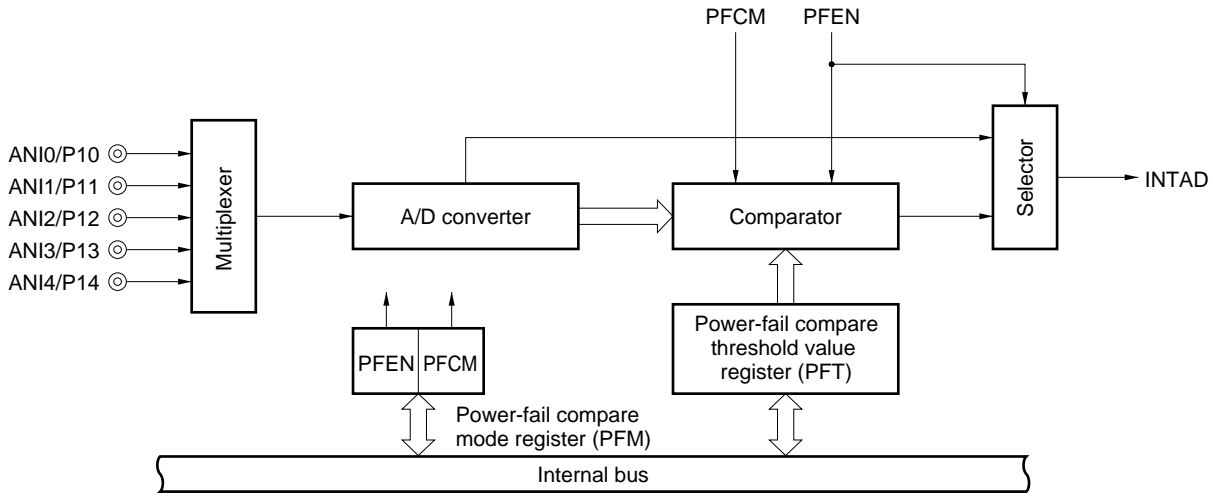 PFCM
PFEN
ANI0/P10
ANI1/P11
ANI2/P12
ANI3/P13
ANI4/P14
Multiplexer
A/D converter
Comparator
Selector
INTAD
PFEN
PFCM
Power-fail compare
mode register (PFM)
Power-fail compare
threshold value
register (PFT)
Internal bus